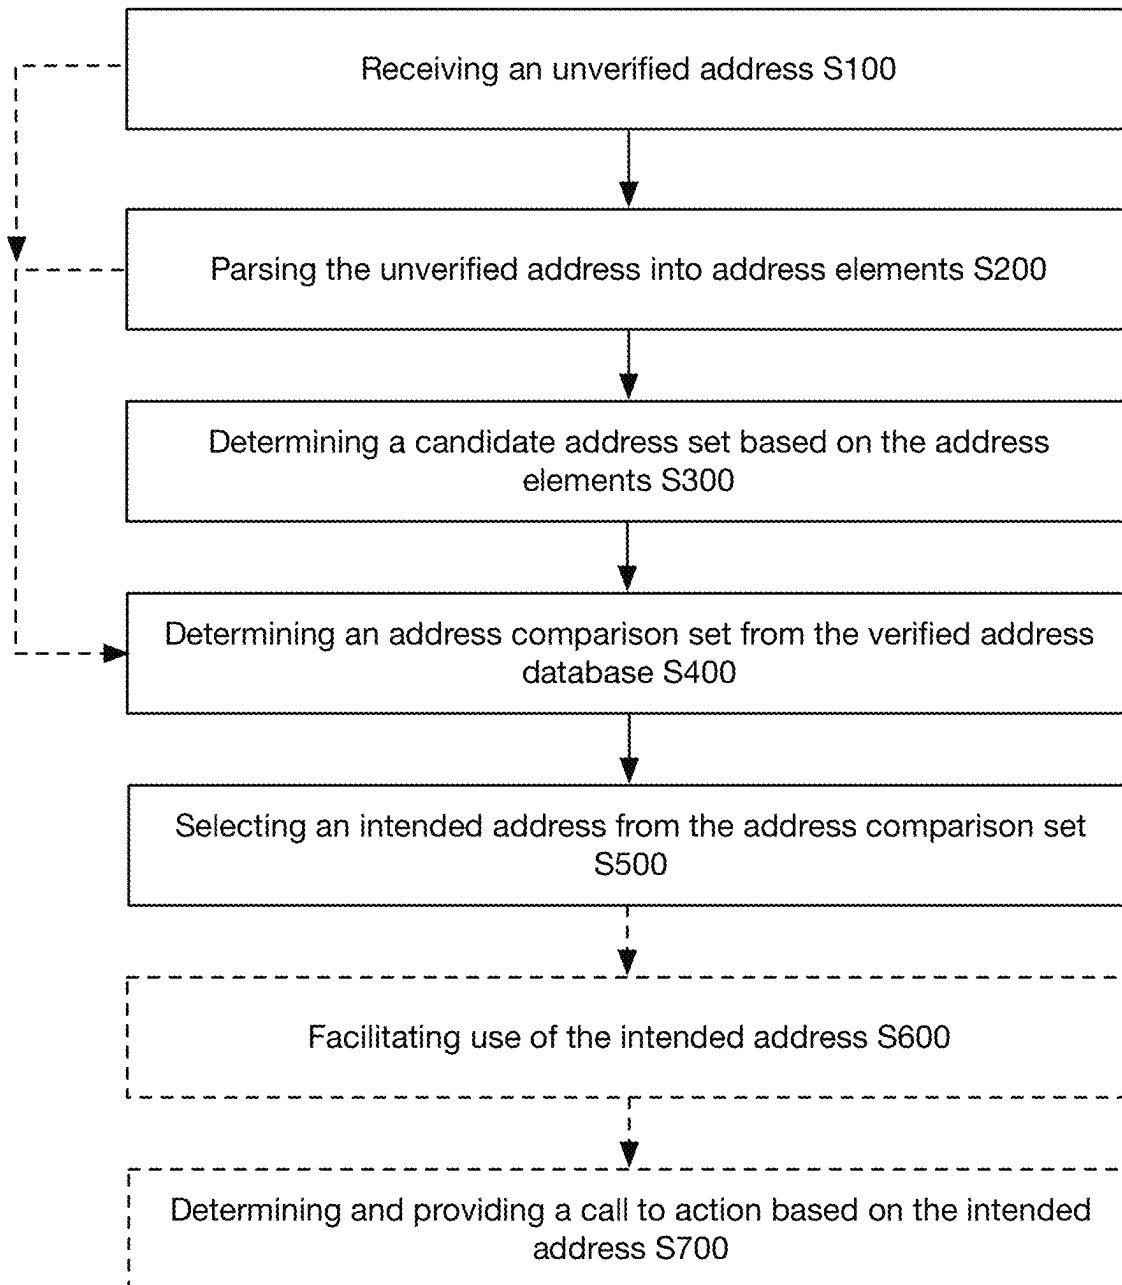 Receiving an unverified address S100
Parsing the unverified address into address elements S200
Determining a candidate address set based on the address
elements S300
Determining an address comparison set from the verified address
database S400
Selecting an intended address from the address comparison set
S500
Facilitating use of the intended address S600
Determining and providing a call to action based on the intended
address S700